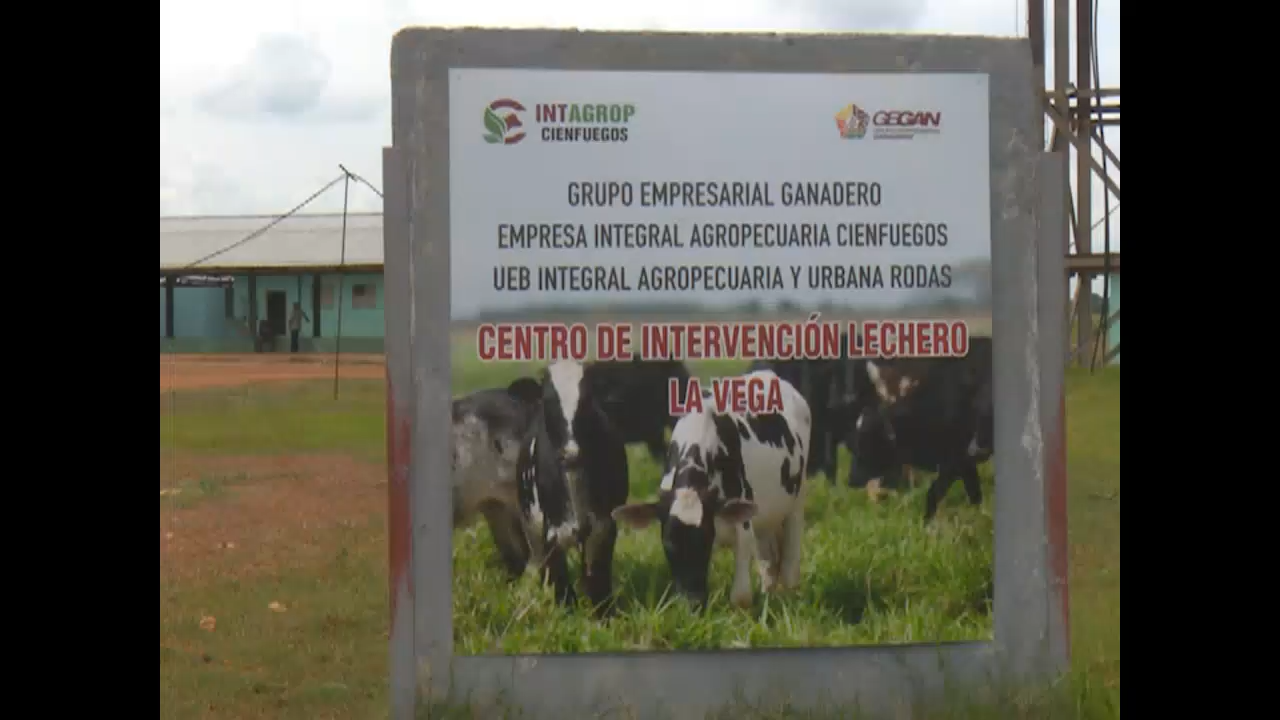 INTAGROP
CIENFUEGOS
GEGAN
GRUPO EMPRESARIAL GANADERO
EMPRESA INTEGRAL AGROPECUARIA CIENFUEGOS
UEB INTEGRAL AGROPECUARIA Y URBANA RODAS
CENTRO DE INTERVENCIÓN LECHERO
LA VEGA